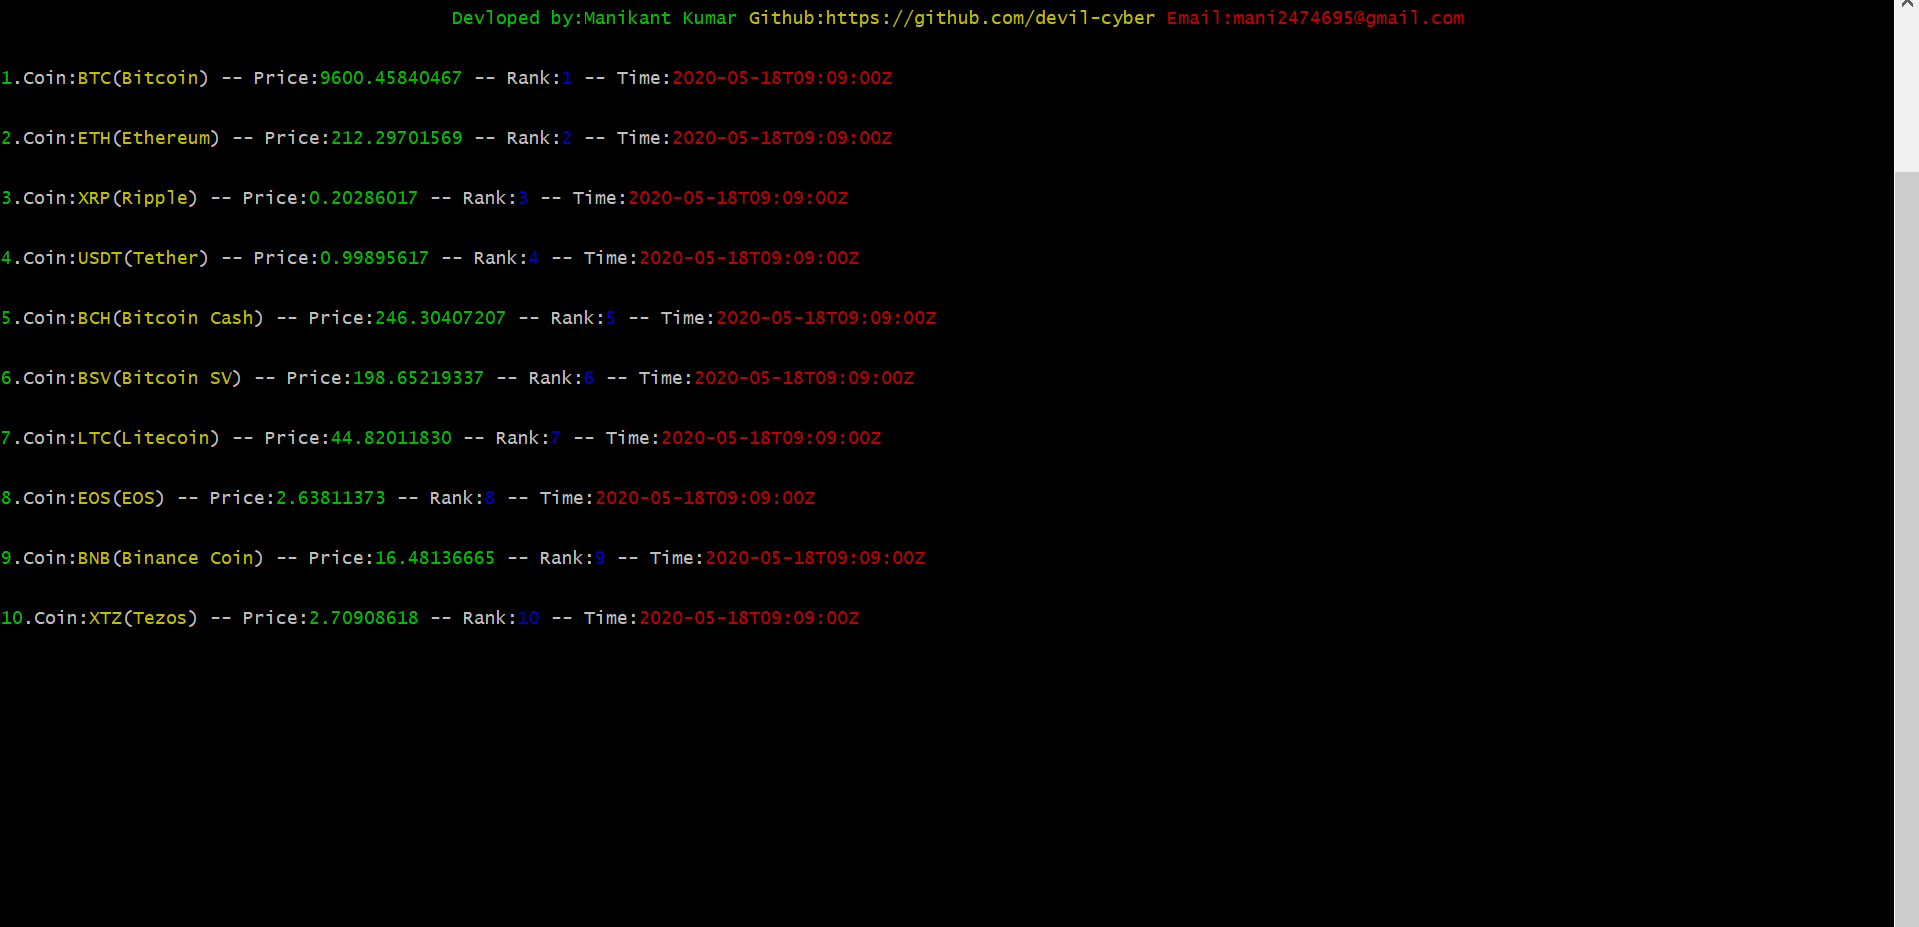 Devloped by:Manikant Kumar Github:https://github.com/devil-cyber Email:mani2474695@gmail.com
1.Coin:BTC(Bitcoin) -- Price:9600.45840467 -- Rank:1 -- Time:2020-05-18T09:09:00Z
2.Coin:ETH(Ethereum) -- Price:212.29701569 -- Rank:2 -- Time:2020-05-18T09:09:00Z
3.Coin:XRP(Ripple) -- Price:0.20286017 -- Rank:3 -- Time:2020-05-18T09:09:00Z
4.Coin:USDT(Tether) -- Price:0.99895617 -- Rank:4 -- Time:2020-05-18T09:09:00Z
5.Coin:BCH(Bitcoin Cash) -- Price:246.30407207 -- Rank:5 -- Time:2020-05-18T09:09:00Z
6.Coin:BSV(Bitcoin SV) -- Price:198.65219337 -- Rank:6 -- Time:2020-05-18T09:09:00Z
7.Coin:LTC(Litecoin) -- Price:44.82011830 -- Rank:7 -- Time:2020-05-18T09:09:00Z
8.Coin:EOS(EOS) -- Price:2.63811373 -- Rank:8 -- Time:2020-05-18T09:09:00Z
9.Coin:BNB(Binance Coin) -- Price:16.48136665 -- Rank:9 -- Time:2020-05-18T09:09:00Z
10.Coin:XTZ(Tezos) -- Price:2.70908618 -- Rank:10 -- Time:2020-05-18T09:09:00Z